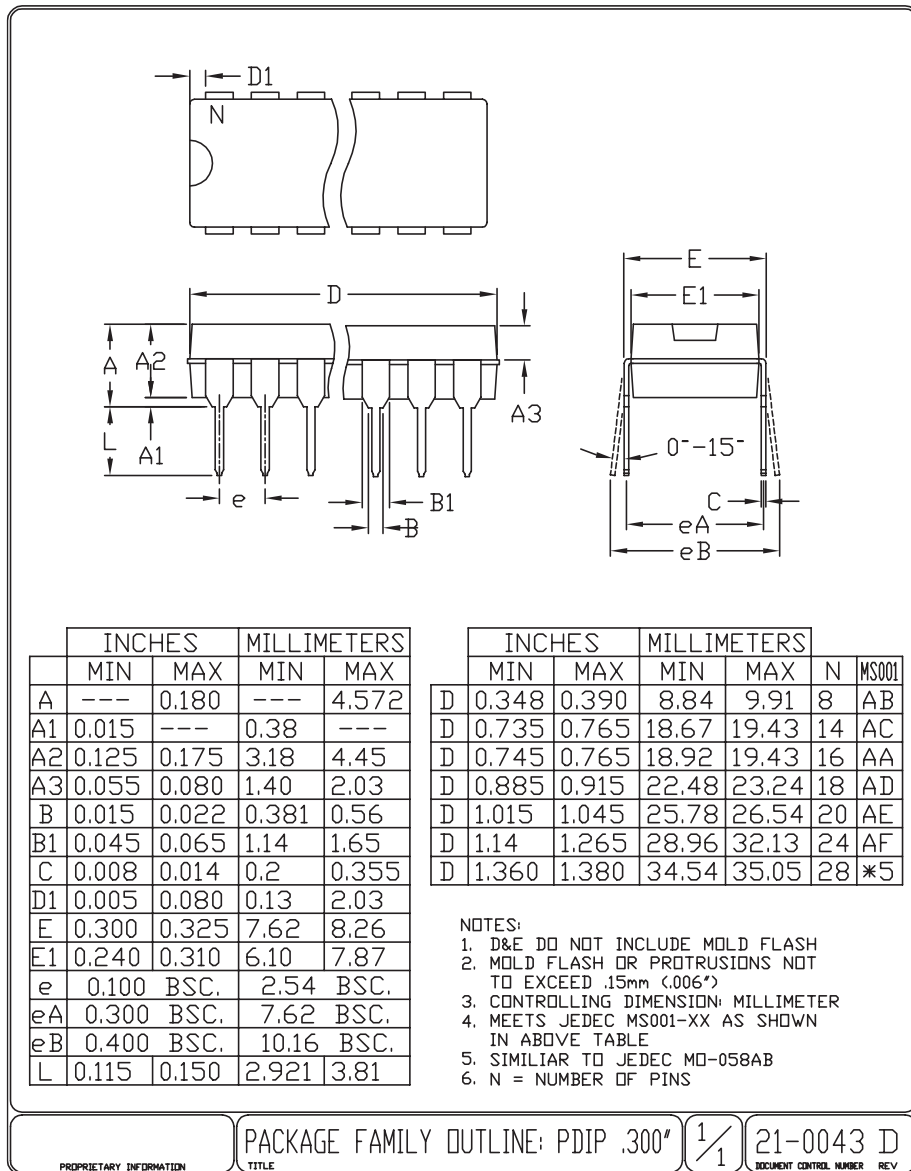 D1
N
D
E
E1
A
A2
A3
L
A1
e
B1
B
0˜-15˜
C
eA
eB
INCHES MILLIMETERS
MIN MAX MIN MAX
A --- 0.180 --- 4.572
A1 0.015 --- 0.38 ---
A2 0.125 0.175 3.18 4.45
A3 0.055 0.080 1.40 2.03
B 0.015 0.022 0.381 0.56
B1 0.045 0.065 1.14 1.65
C 0.008 0.014 0.2 0.355
D1 0.005 0.080 0.13 2.03
E 0.300 0.325 7.62 8.26
E1 0.240 0.310 6.10 7.87
e 0.100 BSC. 2.54 BSC.
eA 0.300 BSC. 7.62 BSC.
eB 0.400 BSC. 10.16 BSC.
L 0.115 0.150 2.921 3.81
INCHES MILLIMETERS
MIN MAX MIN MAX N MS001
D 0.348 0.390 8.84 9.91 8 AB
D 0.735 0.765 18.67 19.43 14 AC
D 0.745 0.765 18.92 19.43 16 AA
D 0.885 0.915 22.48 23.24 18 AD
D 1.015 1.045 25.78 26.54 20 AE
D 1.14 1.265 28.96 32.13 24 AF
D 1.360 1.380 34.54 35.05 28 *5
NOTES:
1. D&E DO NOT INCLUDE MOLD FLASH
2. MOLD FLASH OR PROTRUSIONS NOT
TO EXCEED .15mm (.006")
3. CONTROLLING DIMENSION: MILLIMETER
4. MEETS JEDEC MS001-XX AS SHOWN
IN ABOVE TABLE
5. SIMILIAR TO JEDEC MO-058AB
6. N = NUMBER OF PINS
PROPRIETARY INFORMATION
PACKAGE FAMILY OUTLINE: PDIP .300"
TITLE
1/1
21-0043 D
DOCUMENT CONTROL NUMBER REV